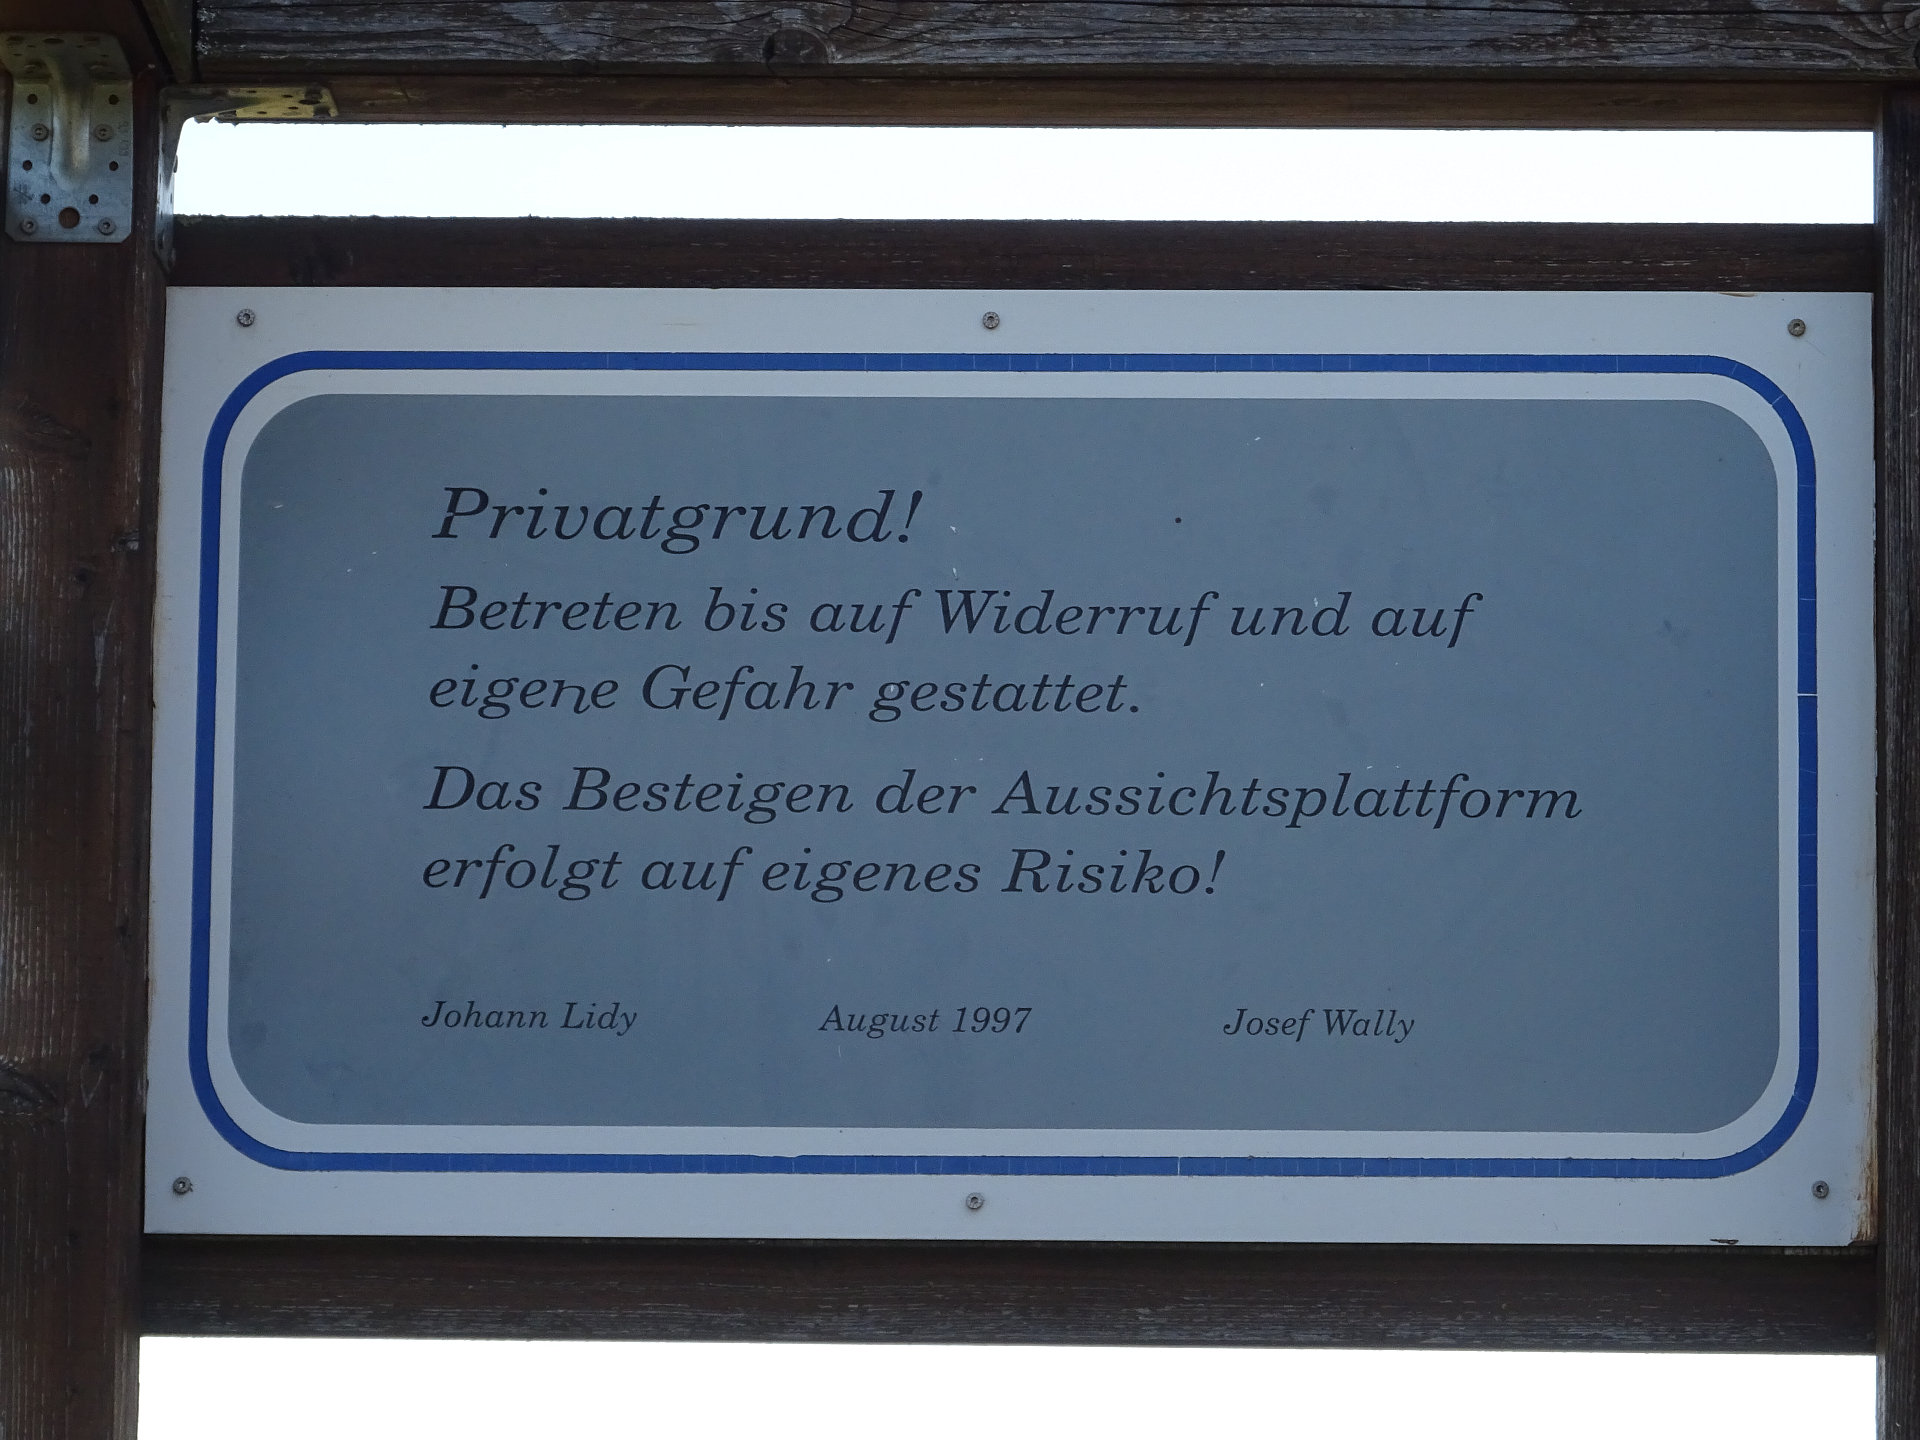 Privatgrund!
Betreten bis auf Widerruf und auf
eigene Gefahr gestattet.
Das Besteigen der Aussichtsplattform
erfolgt auf eigenes Risiko!
Johann Lidy August 1997 Josef Wally